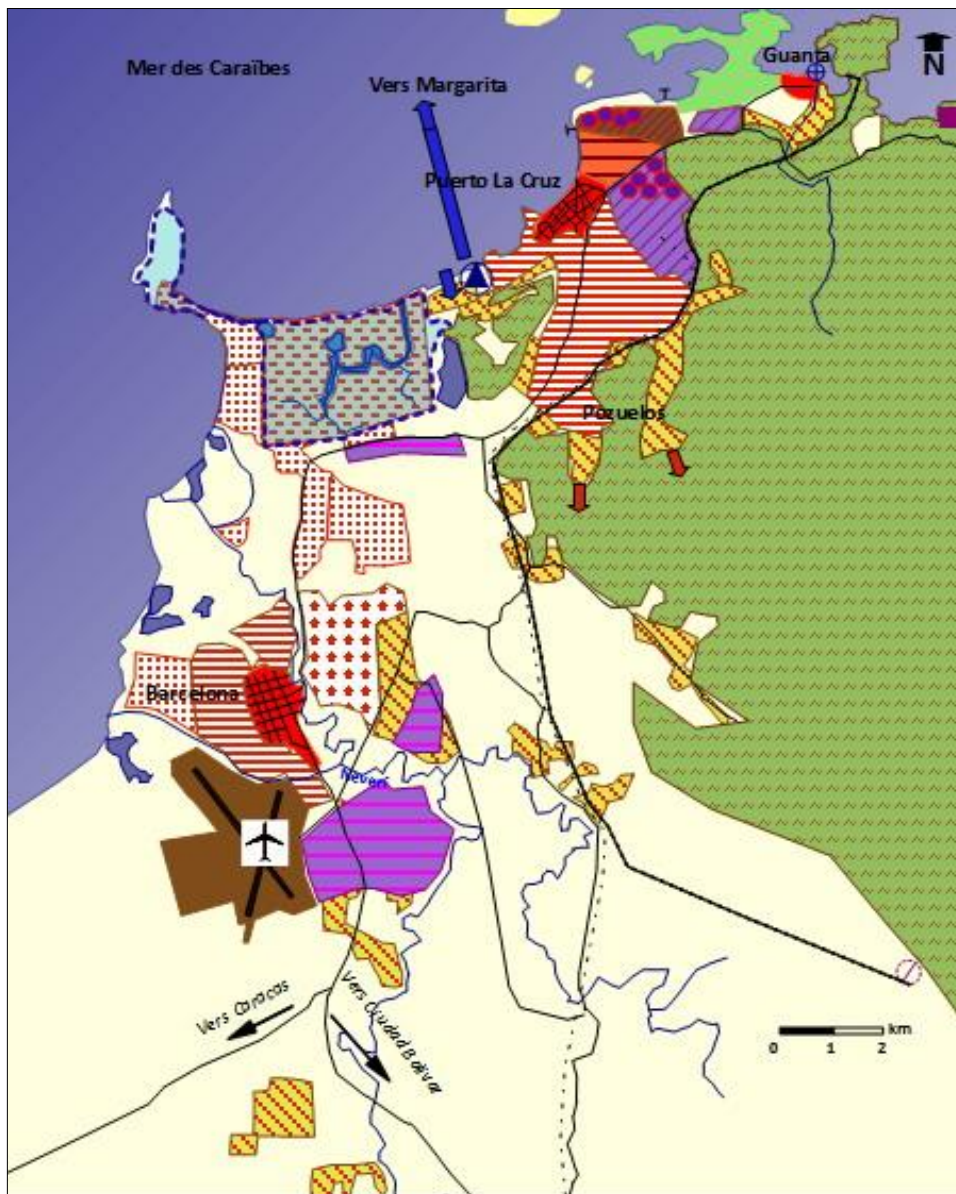 Guanta
Mer des Caraïbes
N
Vers Margarita
Puerto La Cruz
Pozuelos
Barcelona
Neveri
Vers Caracas
Vers Ciudad Bolivar
km
0 1 2